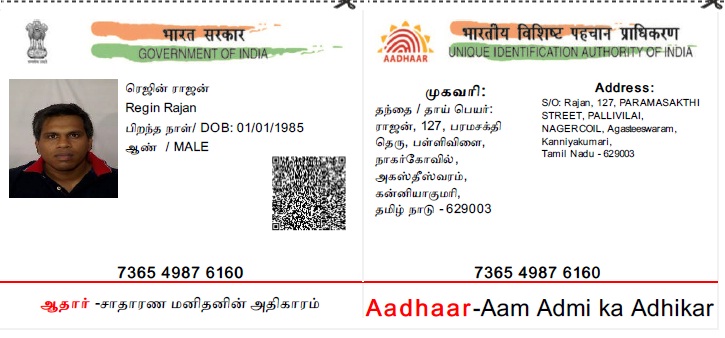 भारत सरकार
GOVERNMENT OF INDIA
ரெஜின் ராஜன்
Regin Rajan
பிறந்த நாள்/ DOB: 01/01/1985
ஆண் / MALE
7365 4987 6160
ஆதார் -சாதாரண மனிதனின் அதிகாரம்
AADHAAR
भारतीय विशिष्ट पहचान प्राधिकरण
UNIQUE IDENTIFICATION AUTHORITY OF INDIA
முகவரி:
தந்தை / தாய் பெயர்:
ராஜன், 127, பரமசக்தி
தெரு, பள்ளிவிளை,
நாகர்கோவில்,
அகஸ்தீஸ்வரம்,
கன்னியாகுமரி,
தமிழ் நாடு - 629003
Address:
S/O: Rajan, 127, PARAMASAKTHI
STREET, PALLIVILAI,
NAGERCOIL, Agasteeswaram,
Kanniyakumari,
Tamil Nadu - 629003
7365 4987 6160
Aadhaar-Aam Admi ka Adhikar